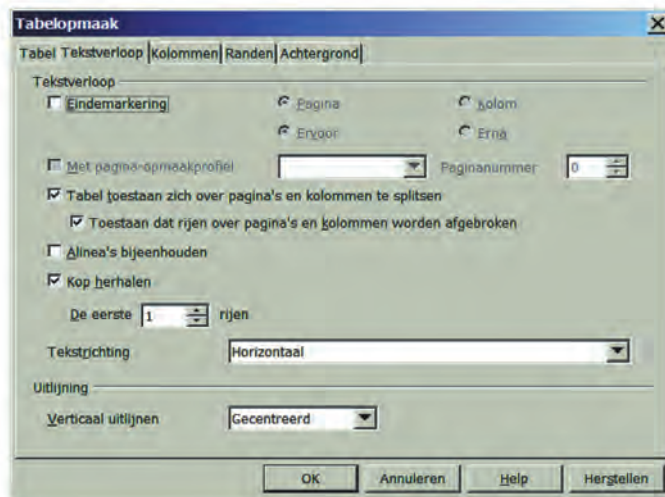 Tabelopmaak
Tabel Tekstverloop Kolommen Randen Achtergrond
Tekstverloop
Eindemarkering Pagina Kolom
Ervoor Erna
Met pagina-opmaakprofiel Paginanummer 0
Tabel toestaan zich over pagina's en kolommen te splitsen
Toestaan dat rijen over pagina's en kolommen worden afgebroken
Alinea's bijeenhouden
Kop herhalen
De eerste 1 rijen
Tekstrichting Horizontaal
Uitlijning
Verticaal uitlijnen Gecentreerd
OK Annuleren Help Herstellen